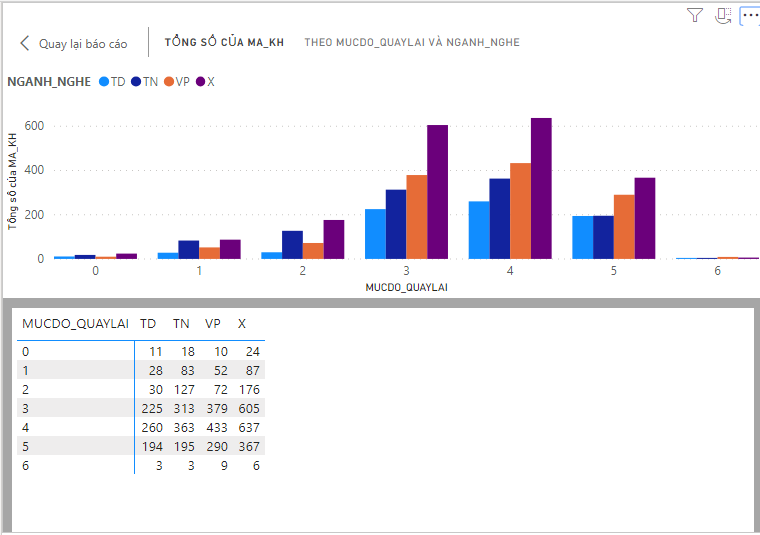 Quay lại báo cáo
TỔNG SỐ CỦA MA_KH
THEO MUCDO_QUAYLAI VÀ NGANH_NGHE
NGANH_NGHE TD TN VP X
Tổng số của MA_KH
600
400
200
0
0 1 2 3 4 5 6
MUCDO_QUAYLAI
MUCDO_QUAYLAI TD TN VP X
0 11 18 10 24
1 28 83 52 87
2 30 127 72 176
3 225 313 379 605
4 260 363 433 637
5 194 195 290 367
6 3 3 9 6